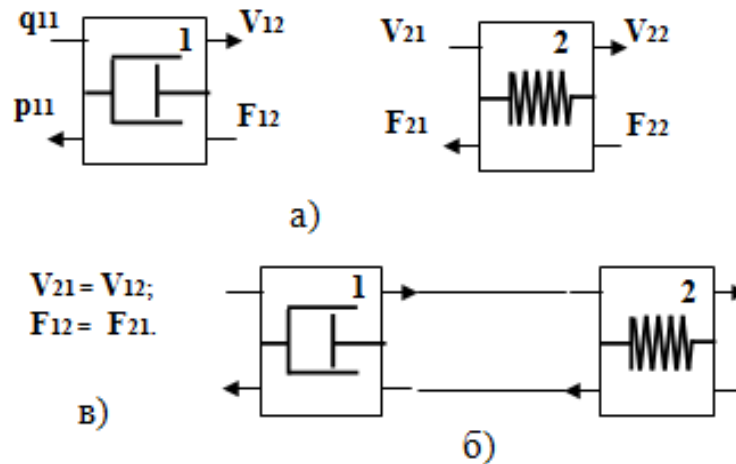 q11 1 V12 V21 2 V22
p11 F12 F21 F22
а)
V21 = V12; 1 2
F12 = F21.
в) б)